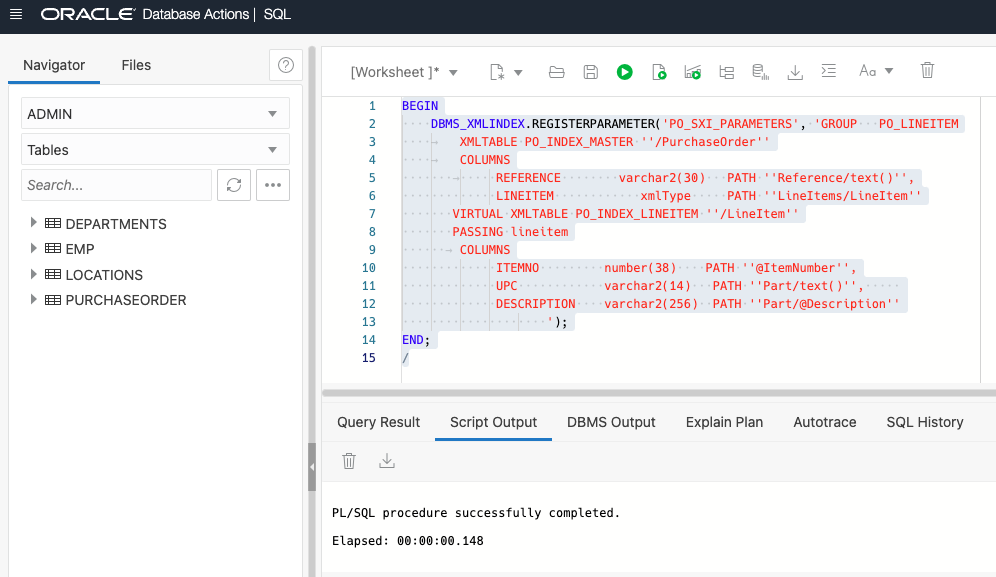 ORACLE Database Actions | SQL
Navigator Files
ADMIN
Tables
Search...
DEPARTMENTS
EMP
LOCATIONS
PURCHASEORDER
[Worksheet ]* Aa
1 BEGIN
2 DBMS_XMLINDEX.REGISTERPARAMETER('PO_SXI_PARAMETERS', 'GROUP PO_LINEITEM
3 XMLTABLE PO_INDEX_MASTER ''/PurchaseOrder''
4 COLUMNS
5 REFERENCE varchar2(30) PATH ''Reference/text()'',
6 LINEITEM xmlType PATH ''LineItems/LineItem''
7 VIRTUAL XMLTABLE PO_INDEX_LINEITEM ''/LineItem''
8 PASSING lineitem
9 COLUMNS
10 ITEMNO number(38) PATH ''@ItemNumber'',
11 UPC varchar2(14) PATH ''Part/text()'',
12 DESCRIPTION varchar2(256) PATH ''Part/@Description''
13 ');
14 END;
15 /
Query Result Script Output DBMS Output Explain Plan Autotrace SQL History
PL/SQL procedure successfully completed.
Elapsed: 00:00:00.148